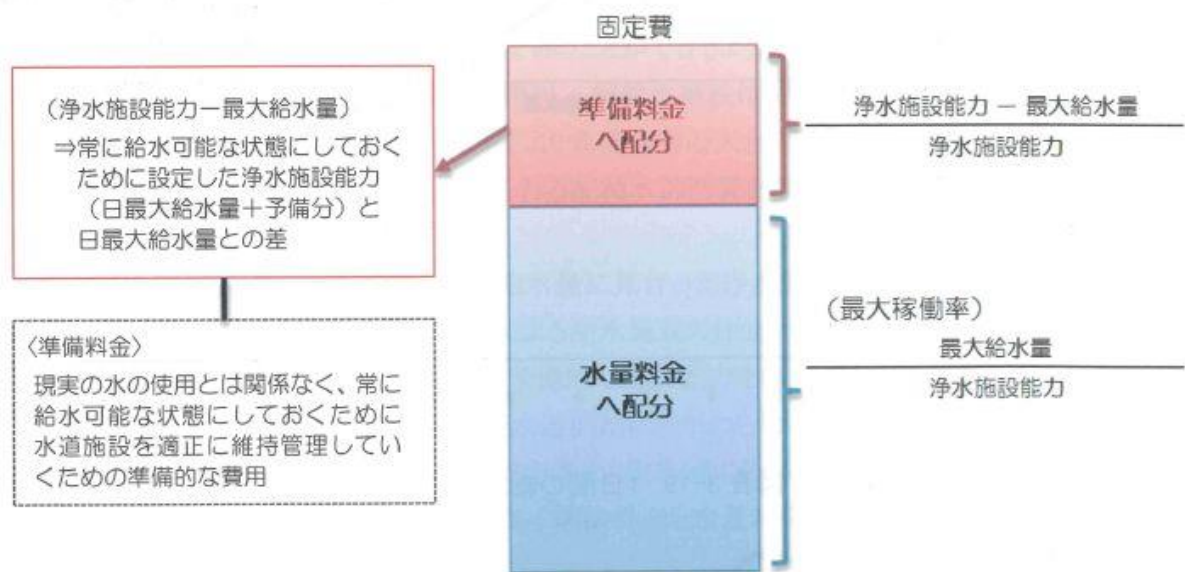 固定費
(浄水施設能力ー最大給水量)
⇒常に給水可能な状態にしておく
ために設定した浄水施設能力
(日最大給水量+予備分)と
日最大給水量との差
準備料金
へ配分
浄水施設能力 − 最大給水量
浄水施設能力
〈準備料金〉
現実の水の使用とは関係なく、常に
給水可能な状態にしておくために
水道施設を適正に維持管理してい
くための準備的な費用
水量料金
へ配分
(最大稼働率)
最大給水量
浄水施設能力